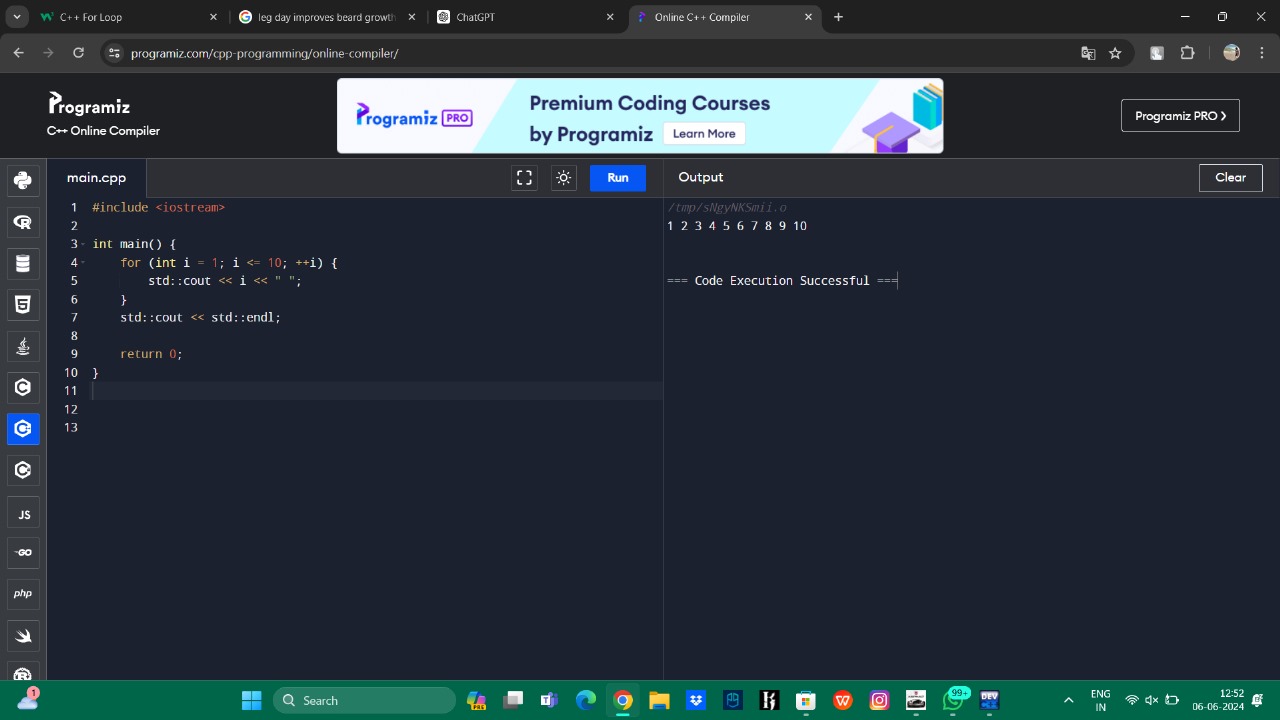 C++ For Loop
leg day improves beard growth
ChatGPT
Online C++ Compiler
programiz.com/cpp-programming/online-compiler/
Programiz
C++ Online Compiler
Programiz PRO
Premium Coding Courses
by Programiz
Learn More
Programiz PRO
main.cpp
Run
Output
Clear
1 #include <iostream>
2
3 int main() {
4 for (int i = 1; i <= 10; ++i) {
5 std::cout << i << " ";
6 }
7 std::cout << std::endl;
8
9 return 0;
10 }
11
12
13
/tmp/sNgyNKSmii.o
1 2 3 4 5 6 7 8 9 10
=== Code Execution Successful ===
JS
GO
php
1
Search
PRE
99+
DEV
ENG
IN
12:52
06-06-2024